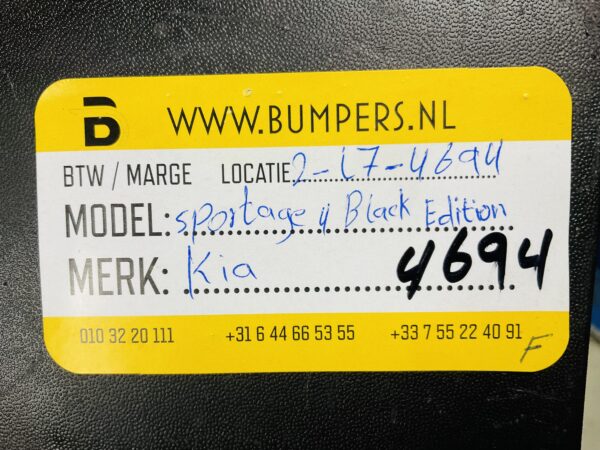 B WWW.BUMPERS.NL
BTW / MARGE LOCATIE 2-L7-4694
MODEL: sportage 4 Black Edition
MERK: Kia 4694
010 32 20 111 +31 6 44 66 53 55 +33 7 55 22 40 91 F